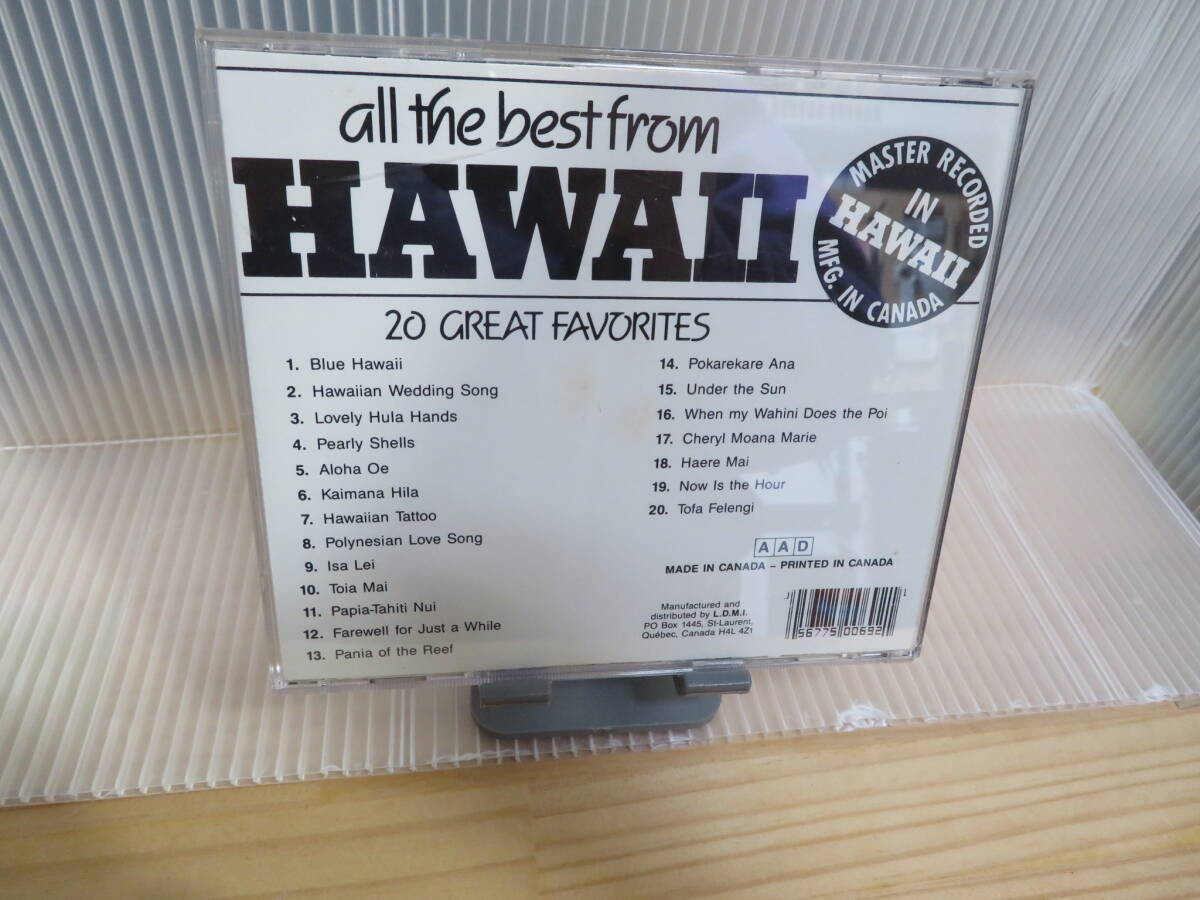 all the best from
HAWAII
MASTER RECORDED
IN
HAWAII
MFG. IN CANADA
20 GREAT FAVORITES
1. Blue Hawaii
2. Hawaiian Wedding Song
3. Lovely Hula Hands
4. Pearly Shells
5. Aloha Oe
6. Kaimana Hila
7. Hawaiian Tattoo
8. Polynesian Love Song
9. Isa Lei
10. Toia Mai
11. Papia-Tahiti Nui
12. Farewell for Just a While
13. Pania of the Reef
14. Pokarekare Ana
15. Under the Sun
16. When my Wahini Does the Poi
17. Cheryl Moana Marie
18. Haere Mai
19. Now Is the Hour
20. Tofa Felengi
AAD
MADE IN CANADA – PRINTED IN CANADA
Manufactured and
distributed by L.D.M.I.
PO Box 1445, St-Laurent,
Québec, Canada H4L 4Z1
56775 00692